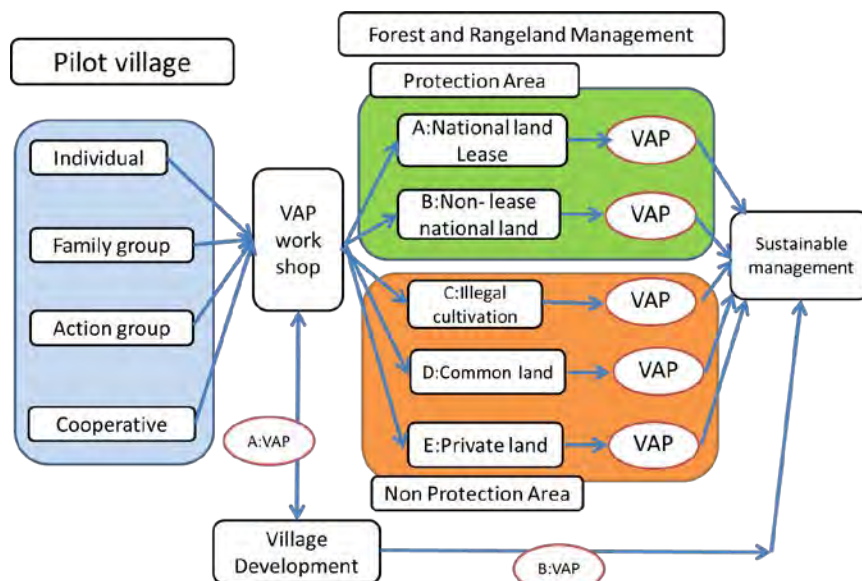 Pilot village
Individual
Family group
Action group
Cooperative
VAP
work
shop
A:VAP
Village
Development
B:VAP
Forest and Rangeland Management
Protection Area
A:National land
Lease
VAP
B:Non- lease
national land
VAP
C:Illegal
cultivation
VAP
D:Common land
VAP
E:Private land
VAP
Non Protection Area
Sustainable
management